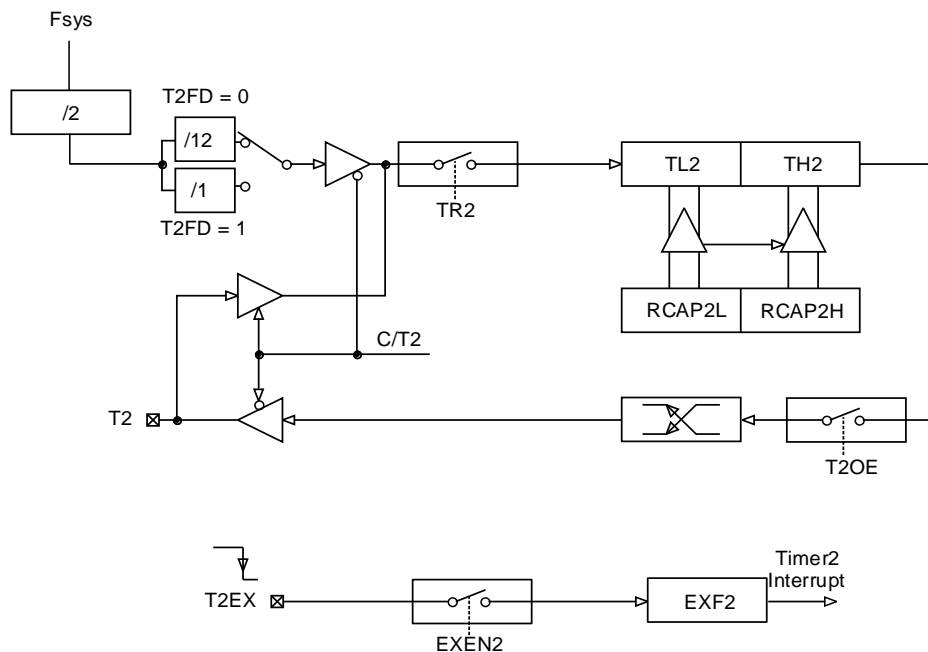 Fsys
/2
T2FD = 0
/12
/1
T2FD = 1
TR2
TL2
TH2
RCAP2L
RCAP2H
C/T2
T2
T2OE
T2EX
EXEN2
EXF2
Timer2
Interrupt